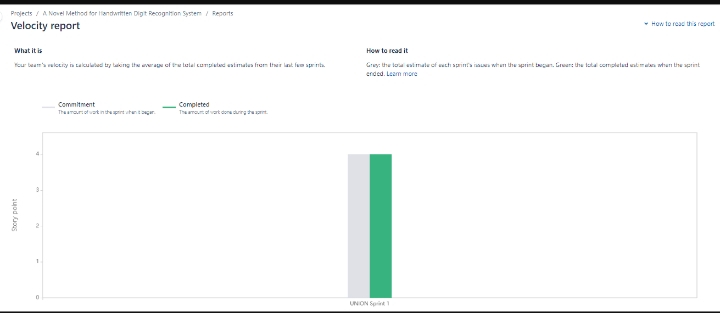 Projects / A Novel Method for Handwritten Digit Recognition System / Reports
Velocity report
How to read this report
What it is
Your team's velocity is calculated by taking the average of the total completed estimates from their last few sprints.
How to read it
Grey: the total estimate of each sprint's issues when the sprint began. Green: the total completed estimates when the sprint
ended. Learn more
Commitment
The amount of work in the sprint when it began.
Completed
The amount of work done during the sprint.
Story point
4
3
2
1
0
UNION Sprint 1